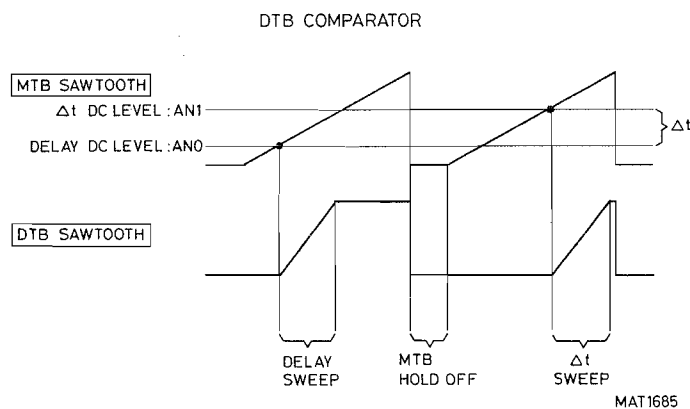 DTB COMPARATOR
MTB SAWTOOTH
Δt DC LEVEL : AN1
Δt
DELAY DC LEVEL : AN0
DTB SAWTOOTH
DELAY
SWEEP
MTB
HOLD OFF
Δt
SWEEP
MAT1685